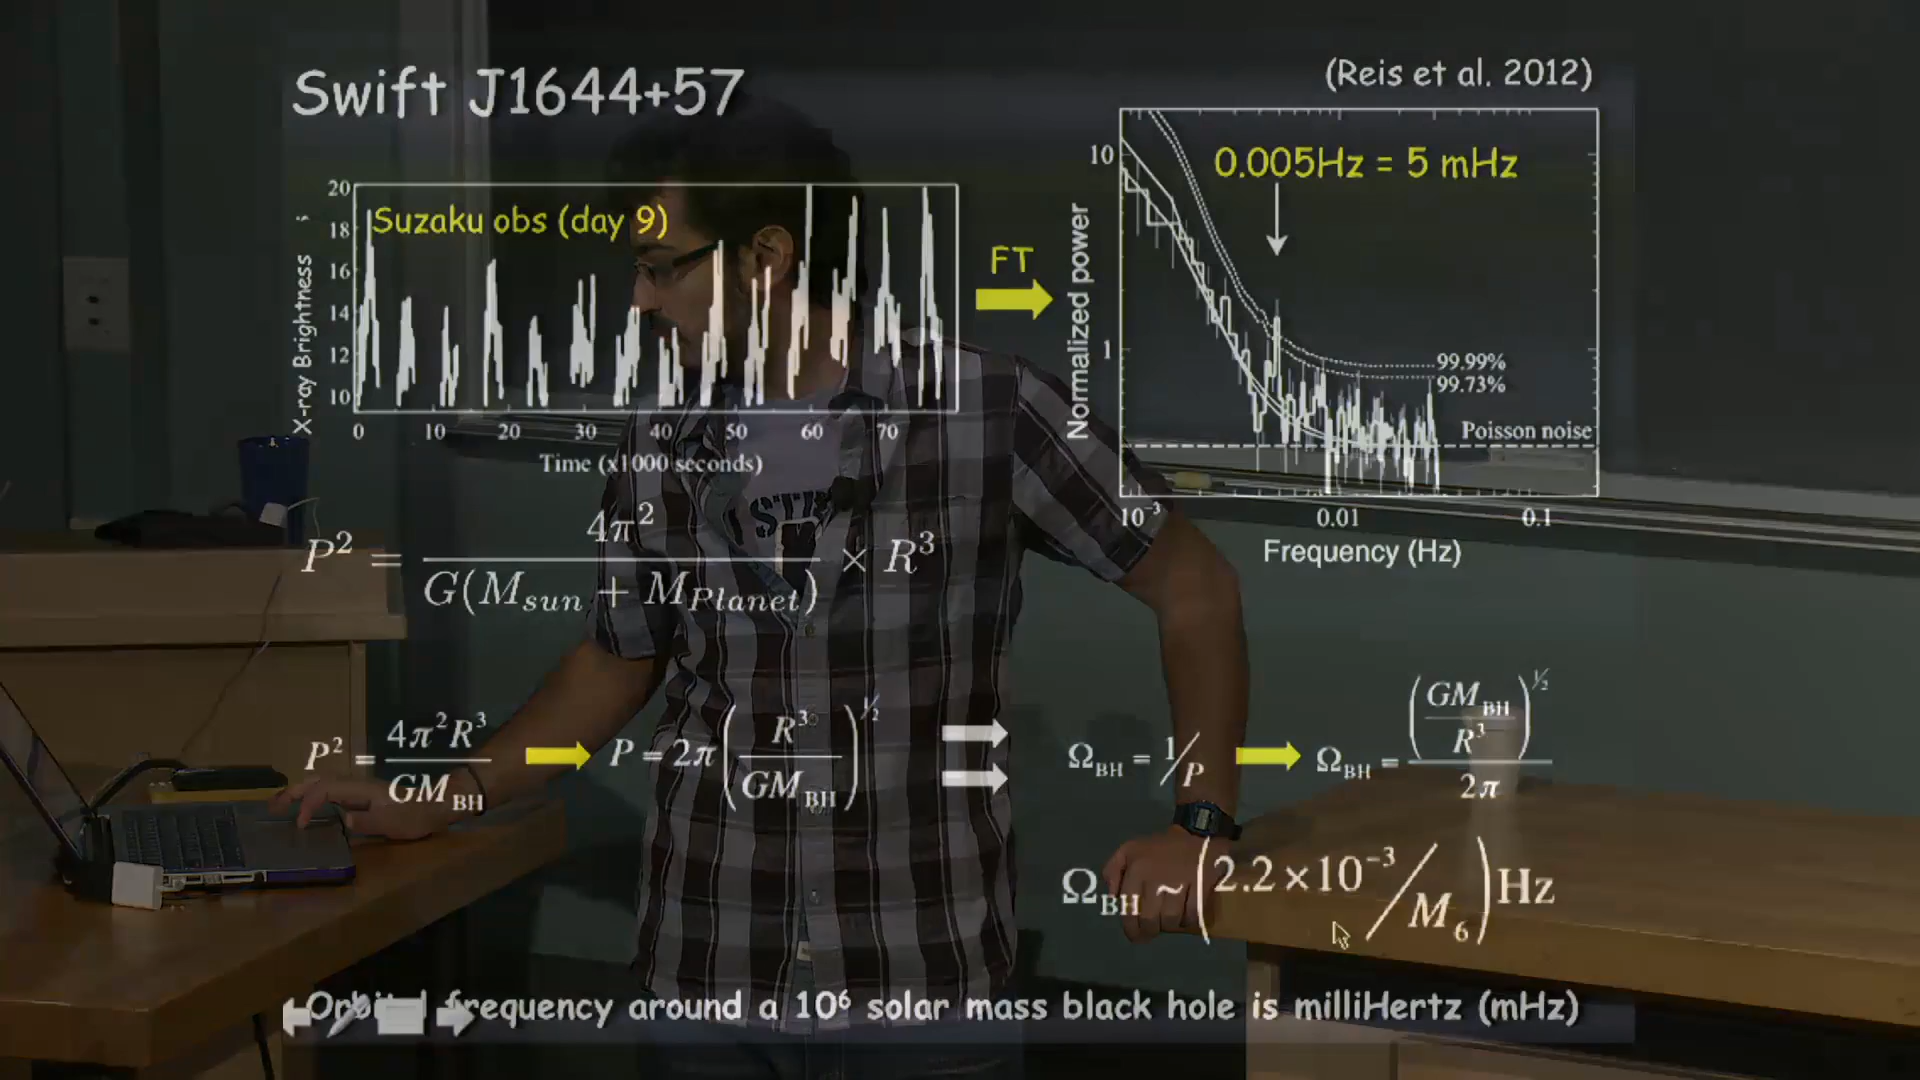 Swift J1644+57
(Reis et al. 2012)
Suzaku obs (day 9)
X-ray Brightness
20
18
16
14
12
10
0 10 20 30 40 50 60 70
Time (x1000 seconds)
FT
0.005Hz = 5 mHz
Normalized power
10
1
99.99%
99.73%
Poisson noise
10⁻³ 0.01 0.1
Frequency (Hz)
P² = 4π² / G(M_sun + M_Planet) × R³
P² = 4π²R³ / GM_BH
P = 2π (R³ / GM_BH)^½
Ω_BH = 1/P
Ω_BH = (GM_BH / R³)^½ / 2π
Ω_BH ~ (2.2×10⁻³ / M₆) Hz
Orbital frequency around a 10⁶ solar mass black hole is milliHertz (mHz)